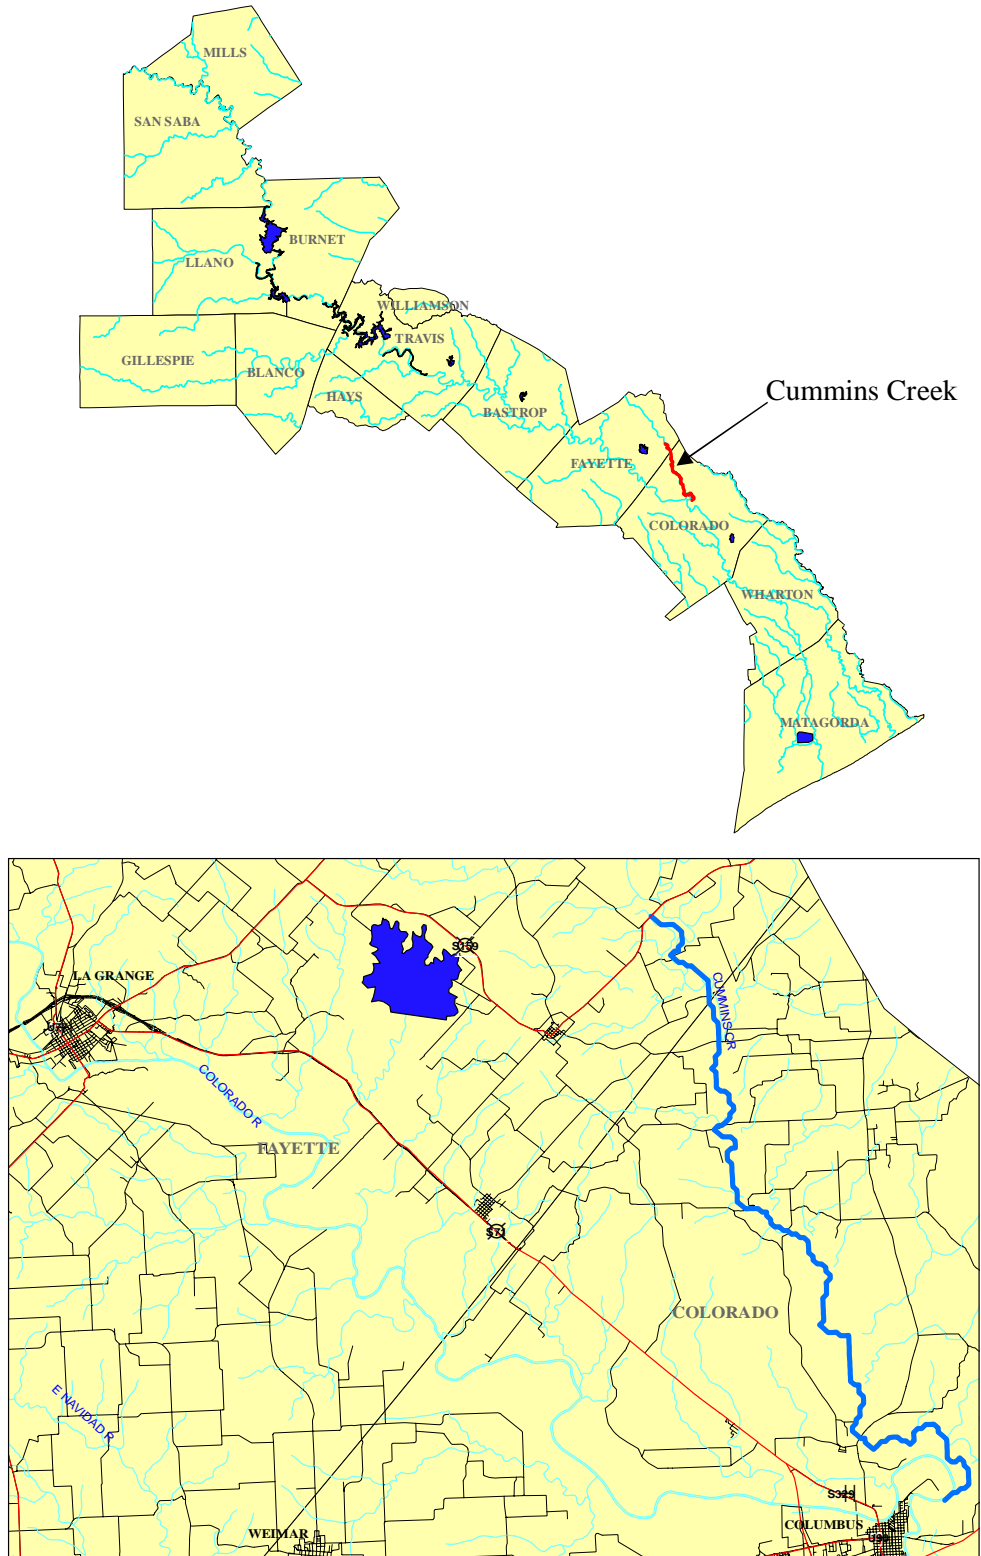 MILLS
SAN SABA
BURNET
LLANO
WILLIAMSON
TRAVIS
GILLESPIE
BLANCO
HAYS
BASTROP
Cummins Creek
FAYETTE
COLORADO
WHARTON
MATAGORDA
S159
LA GRANGE
CUMMINS CR
COLORADO R
FAYETTE
S71
COLORADO
E NAVIDAD R
S329
COLUMBUS
WEIMAR